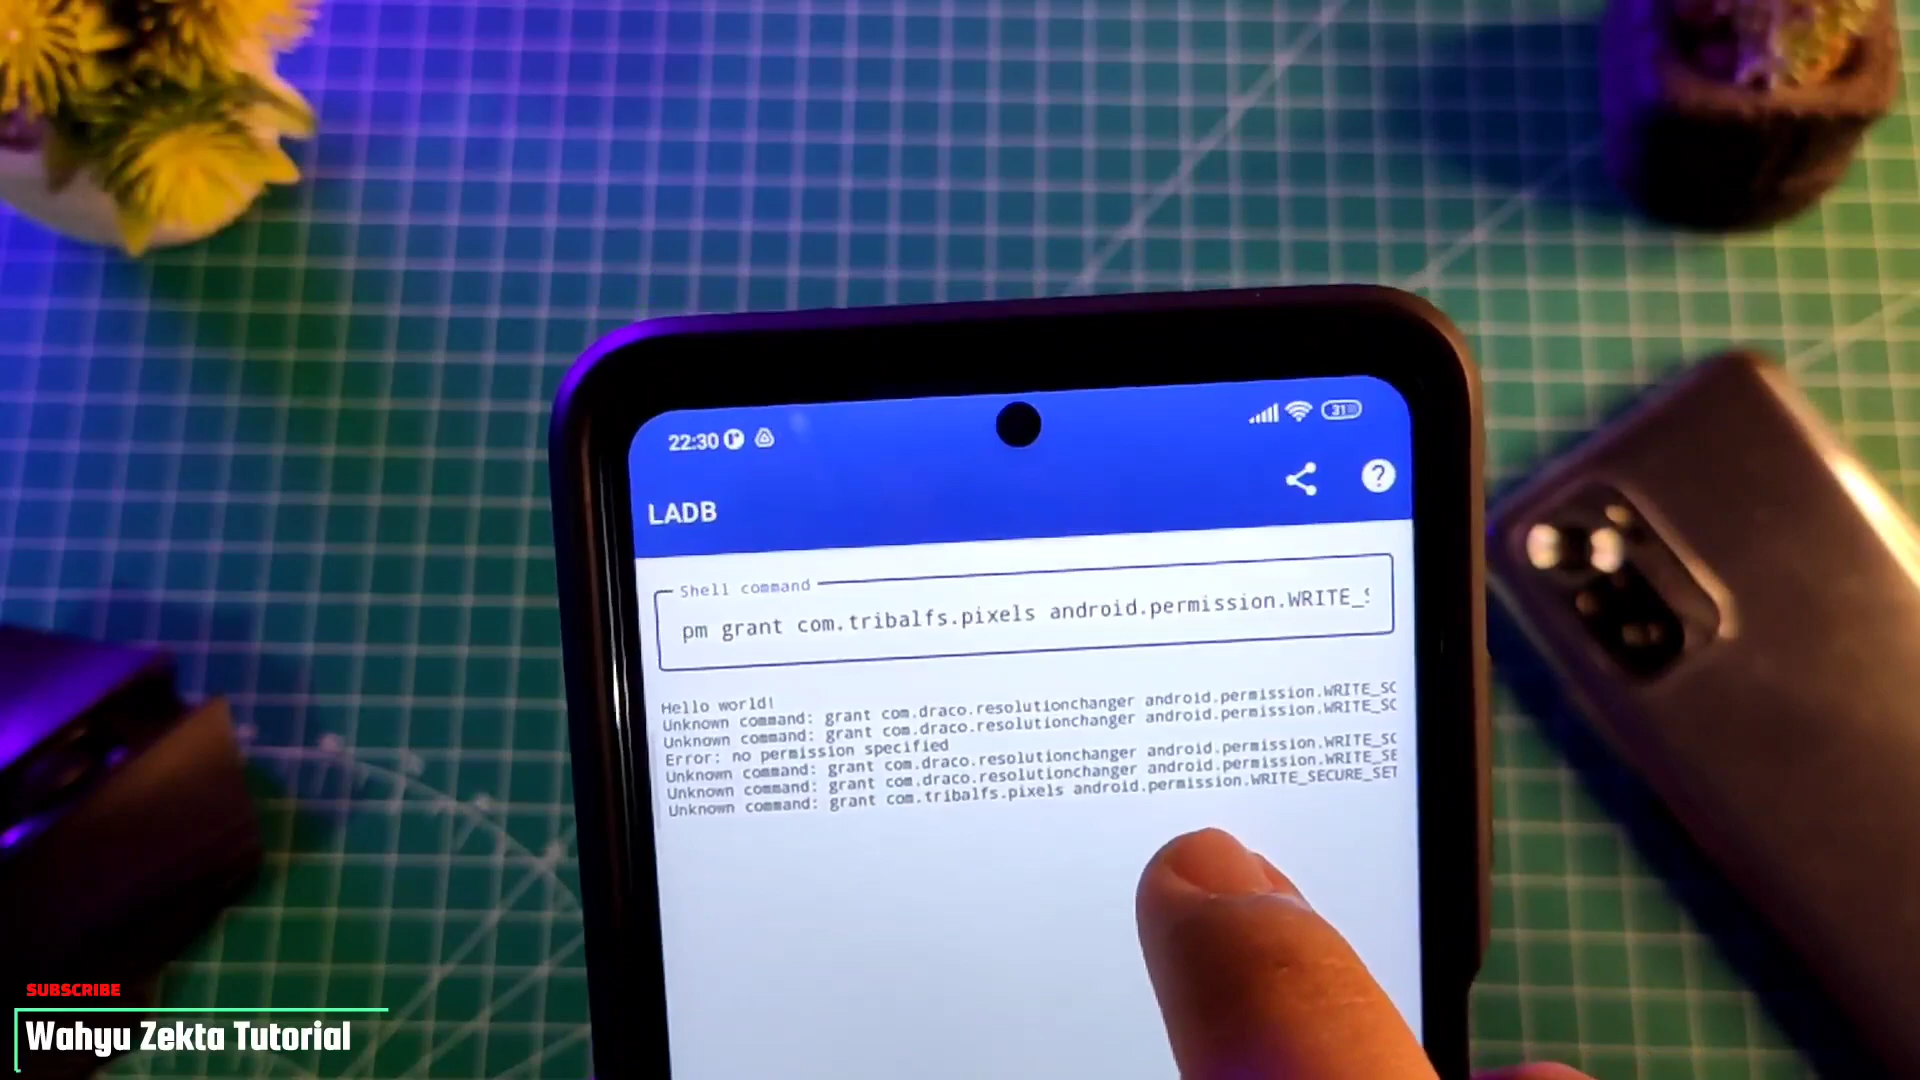 22:30
31
LADB
Shell command
pm grant com.tribalfs.pixels android.permission.WRITE_S
Hello world!
Unknown command: grant com.draco.resolutionchanger android.permission.WRITE_SC
Unknown command: grant com.draco.resolutionchanger android.permission.WRITE_SC
Error: no permission specified
Unknown command: grant com.draco.resolutionchanger android.permission.WRITE_SC
Unknown command: grant com.draco.resolutionchanger android.permission.WRITE_SE
Unknown command: grant com.tribalfs.pixels android.permission.WRITE_SECURE_SET
SUBSCRIBE
Wahyu Zekta Tutorial